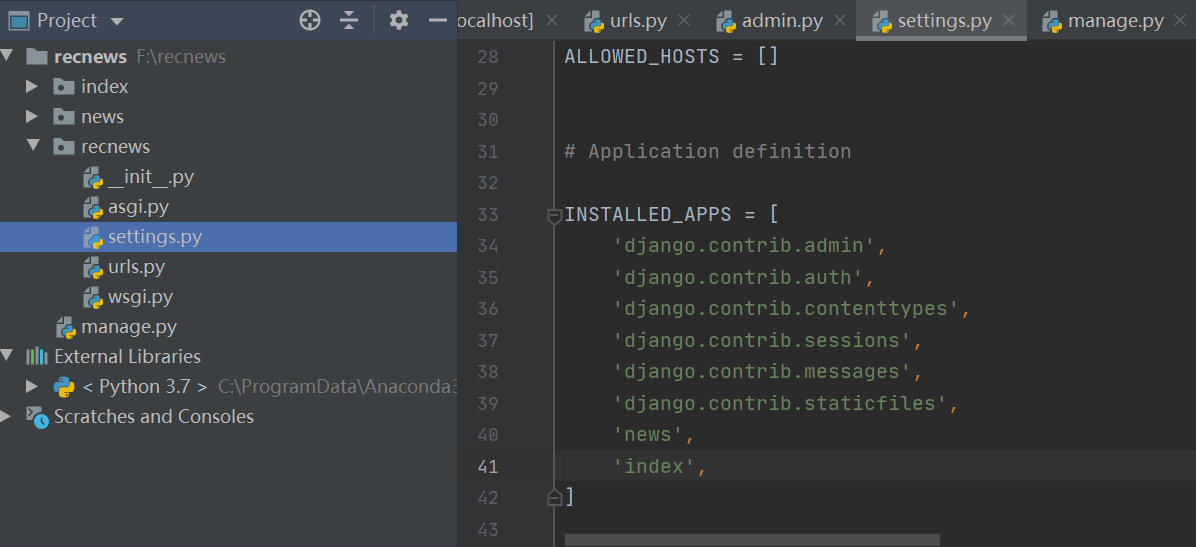 Project
ocalhost]
urls.py
admin.py
settings.py
manage.py
recnews F:\recnews
index
news
recnews
__init__.py
asgi.py
settings.py
urls.py
wsgi.py
manage.py
External Libraries
< Python 3.7 > C:\ProgramData\Anaconda3
Scratches and Consoles
28 ALLOWED_HOSTS = []
29
30
31 # Application definition
32
33 INSTALLED_APPS = [
34 'django.contrib.admin',
35 'django.contrib.auth',
36 'django.contrib.contenttypes',
37 'django.contrib.sessions',
38 'django.contrib.messages',
39 'django.contrib.staticfiles',
40 'news',
41 'index',
42 ]
43